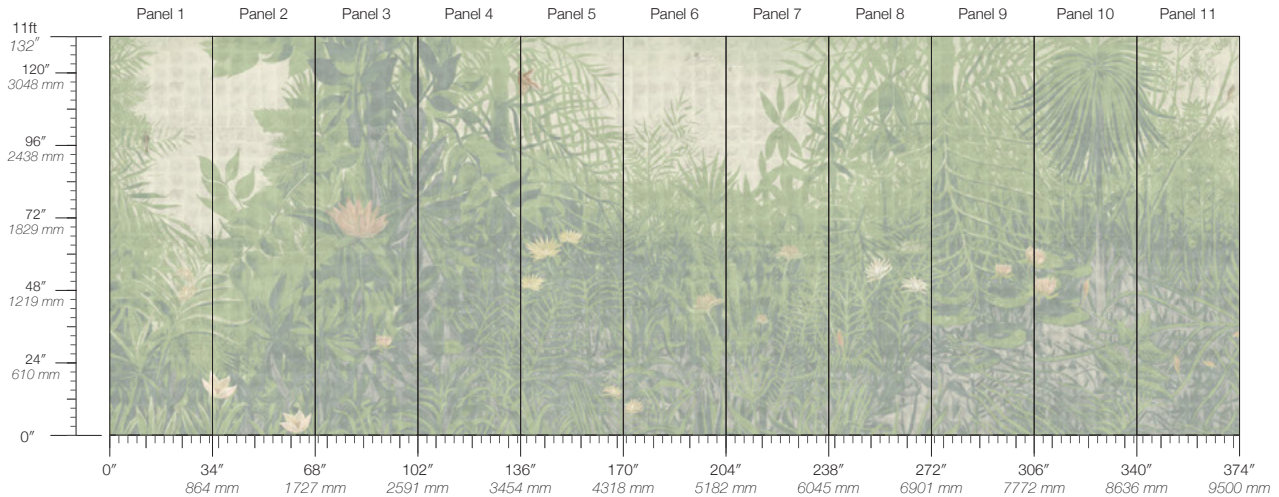 Panel 1 Panel 2 Panel 3 Panel 4 Panel 5 Panel 6 Panel 7 Panel 8 Panel 9 Panel 10 Panel 11
11ft
132″
120″
3048 mm
96″
2438 mm
72″
1829 mm
48″
1219 mm
24″
610 mm
0″
0″ 34″ 68″ 102″ 136″ 170″ 204″ 238″ 272″ 306″ 340″ 374″
864 mm 1727 mm 2591 mm 3454 mm 4318 mm 5182 mm 6045 mm 6901 mm 7772 mm 8636 mm 9500 mm